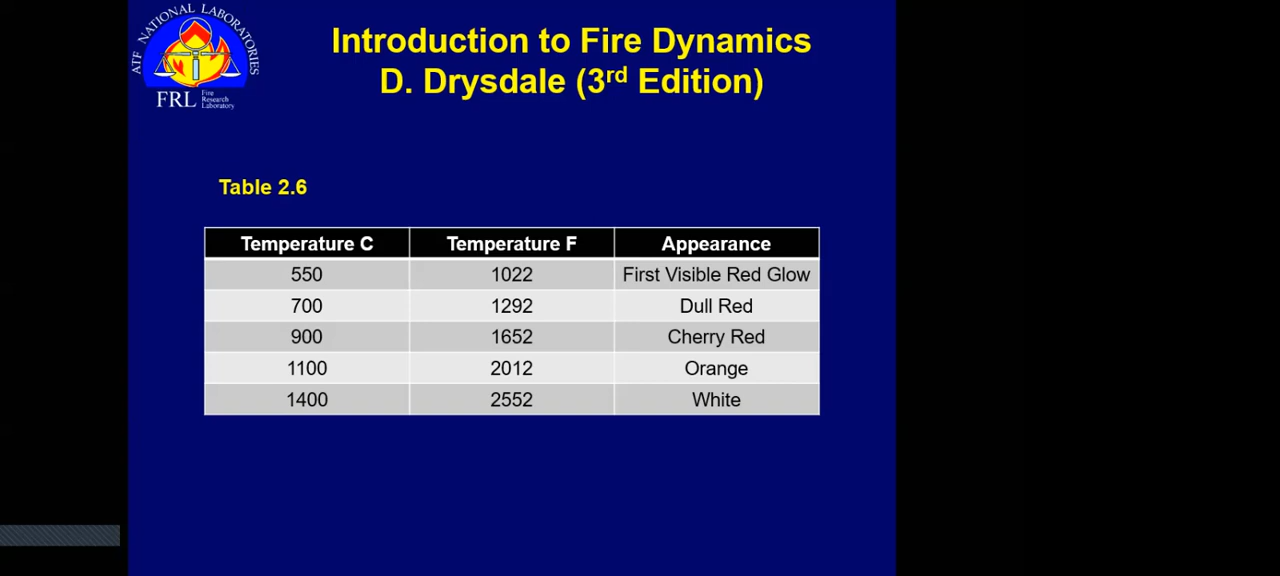 ATF NATIONAL LABORATORIES
FRL Fire Research Laboratory
Introduction to Fire Dynamics
D. Drysdale (3rd Edition)
Table 2.6
Temperature C Temperature F Appearance
550 1022 First Visible Red Glow
700 1292 Dull Red
900 1652 Cherry Red
1100 2012 Orange
1400 2552 White